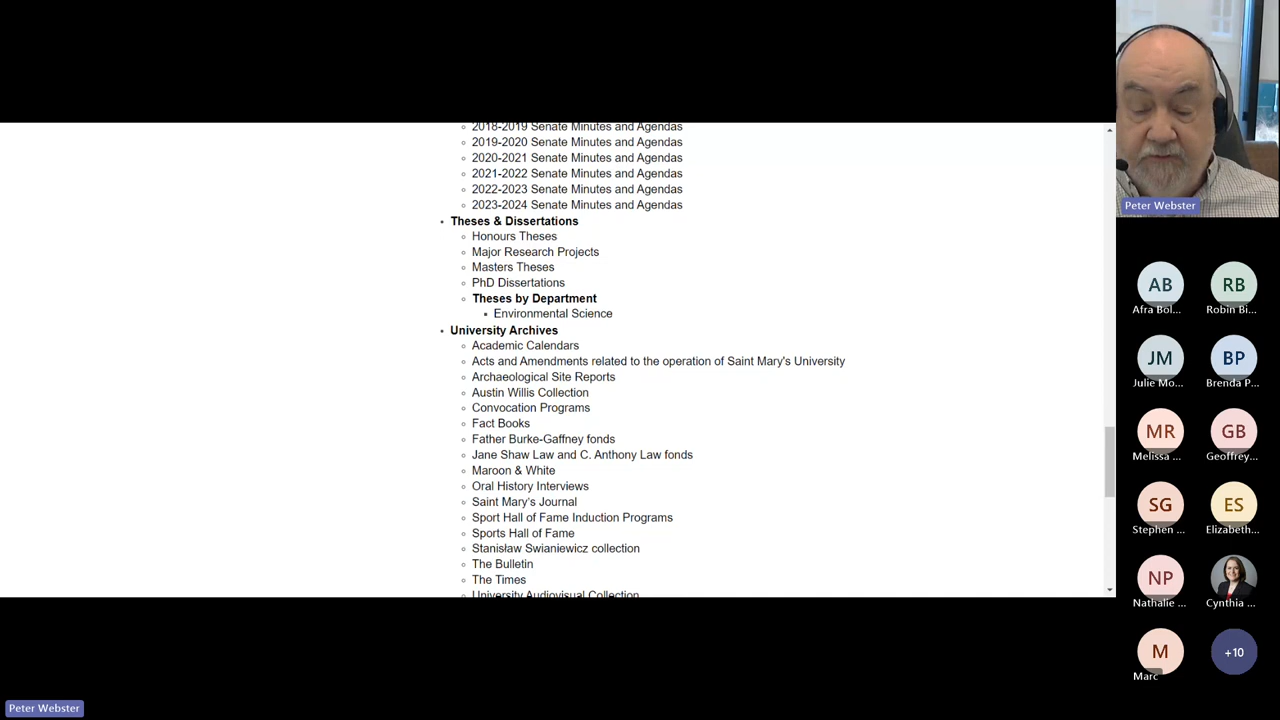 2018-2019 Senate Minutes and Agendas
2019-2020 Senate Minutes and Agendas
2020-2021 Senate Minutes and Agendas
2021-2022 Senate Minutes and Agendas
2022-2023 Senate Minutes and Agendas
2023-2024 Senate Minutes and Agendas
Theses & Dissertations
Honours Theses
Major Research Projects
Masters Theses
PhD Dissertations
Theses by Department
Environmental Science
University Archives
Academic Calendars
Acts and Amendments related to the operation of Saint Mary's University
Archaeological Site Reports
Austin Willis Collection
Convocation Programs
Fact Books
Father Burke-Gaffney fonds
Jane Shaw Law and C. Anthony Law fonds
Maroon & White
Oral History Interviews
Saint Mary's Journal
Sport Hall of Fame Induction Programs
Sports Hall of Fame
Stanisław Swianiewicz collection
The Bulletin
The Times
University Audiovisual Collection
Peter Webster
AB RB
Afra Bol... Robin Bi...
JM BP
Julie Mo... Brenda P...
MR GB
Melissa ... Geoffrey...
SG ES
Stephen ... Elizabeth...
NP
Nathalie ... Cynthia ...
M +10
Marc
Peter Webster